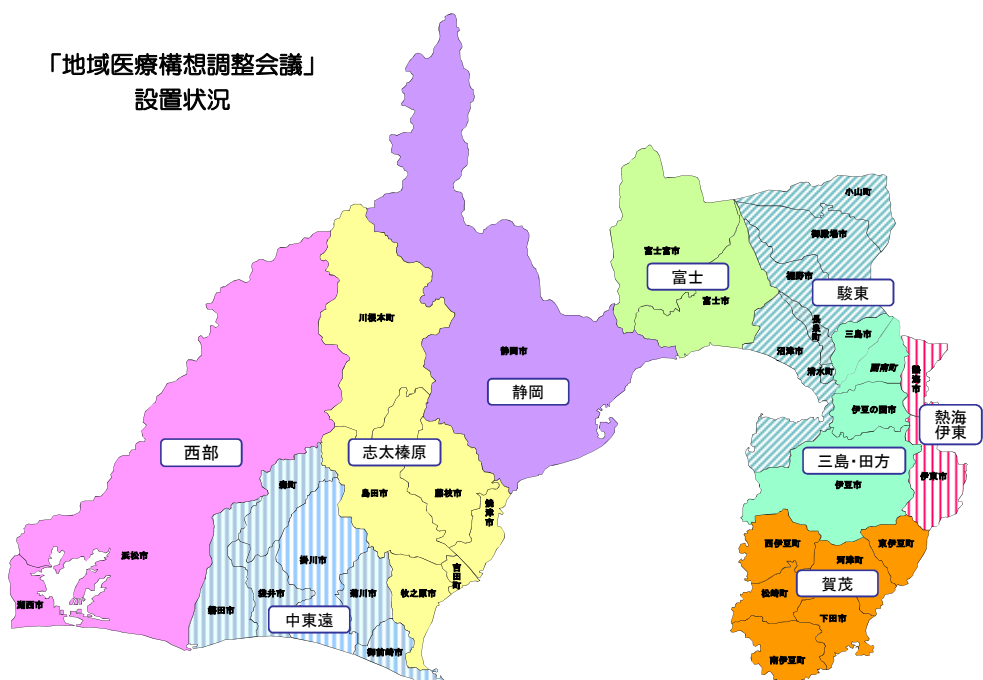 「地域医療構想調整会議」
設置状況
小山町
御殿場市
富士宮市
裾野市
富士
駿東
富士市
川根本町
長泉町
三島市
静岡市
沼津市
清水町
函南町
熱海市
静岡
伊豆の国市
熱海
伊東
西部
志太榛原
三島・田方
森町
島田市
藤枝市
焼津市
伊豆市
伊東市
浜松市
掛川市
西伊豆町
東伊豆町
河津町
吉田町
賀茂
湖西市
磐田市
袋井市
菊川市
牧之原市
松崎町
中東遠
下田市
御前崎市
南伊豆町